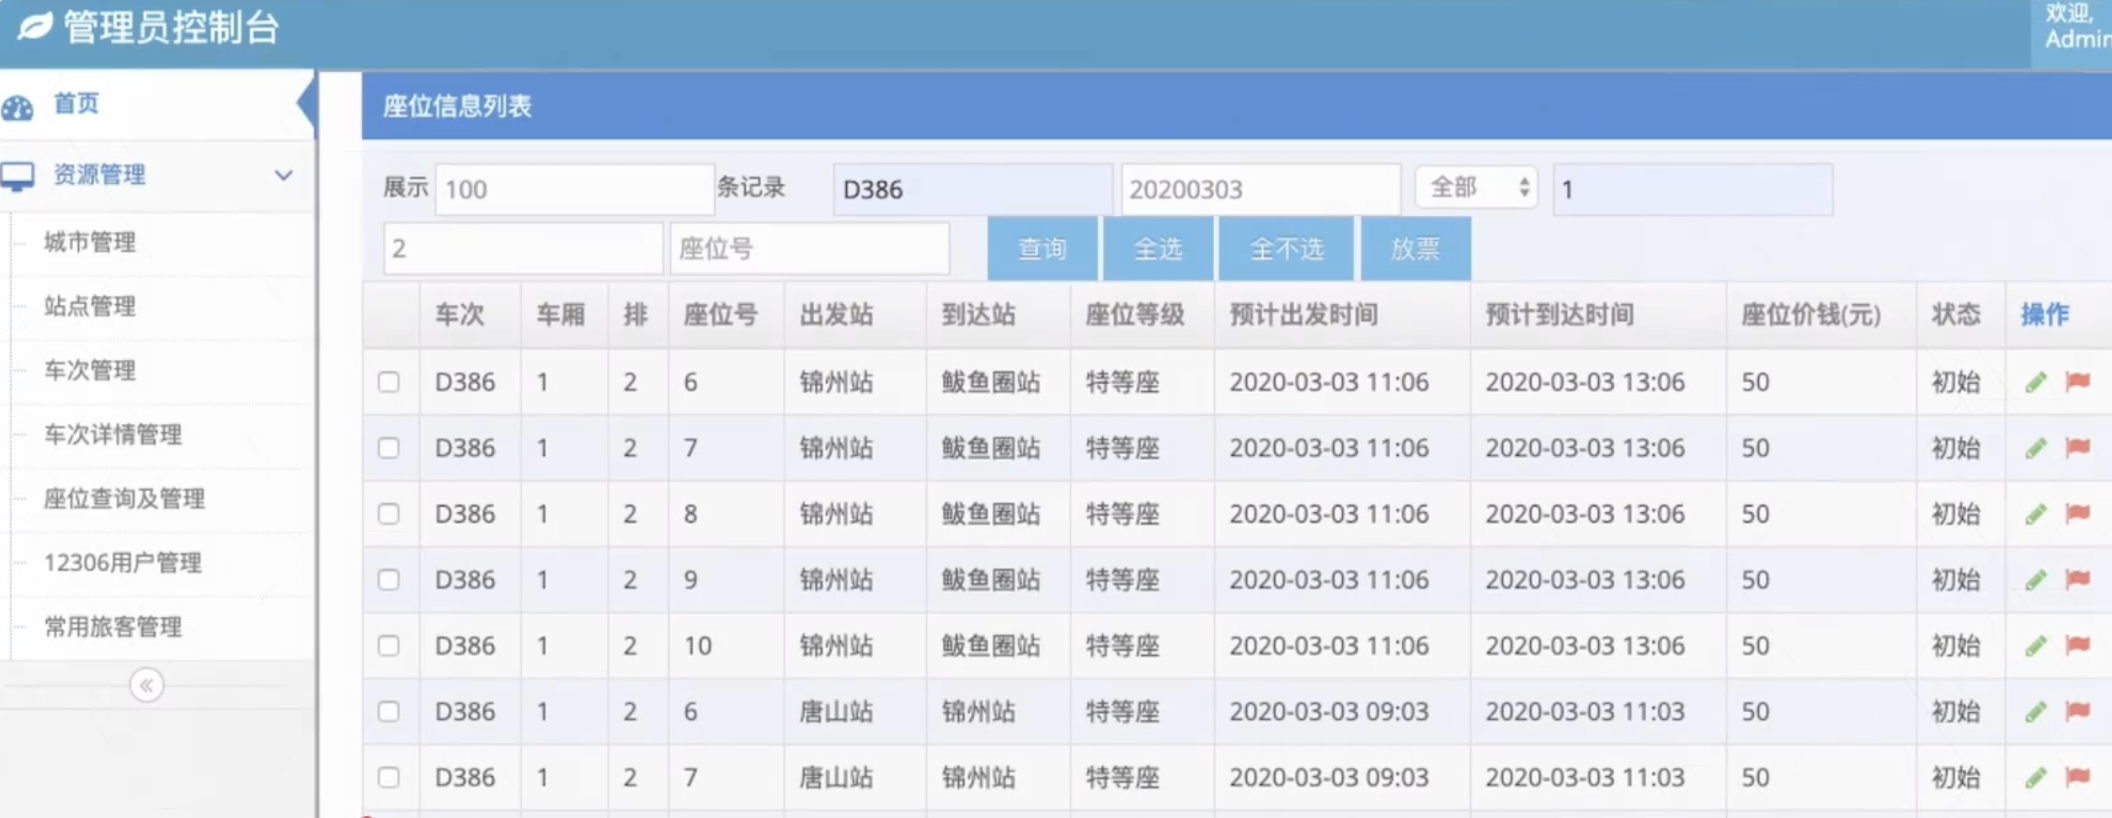 管理员控制台
欢迎,
Admin
首页
资源管理
城市管理
站点管理
车次管理
车次详情管理
座位查询及管理
12306用户管理
常用旅客管理
座位信息列表
展示 100 条记录 D386 20200303 全部 1
2 座位号 查询 全选 全不选 放票
车次 车厢 排 座位号 出发站 到达站 座位等级 预计出发时间 预计到达时间 座位价钱(元) 状态 操作
D386 1 2 6 锦州站 鲅鱼圈站 特等座 2020-03-03 11:06 2020-03-03 13:06 50 初始
D386 1 2 7 锦州站 鲅鱼圈站 特等座 2020-03-03 11:06 2020-03-03 13:06 50 初始
D386 1 2 8 锦州站 鲅鱼圈站 特等座 2020-03-03 11:06 2020-03-03 13:06 50 初始
D386 1 2 9 锦州站 鲅鱼圈站 特等座 2020-03-03 11:06 2020-03-03 13:06 50 初始
D386 1 2 10 锦州站 鲅鱼圈站 特等座 2020-03-03 11:06 2020-03-03 13:06 50 初始
D386 1 2 6 唐山站 锦州站 特等座 2020-03-03 09:03 2020-03-03 11:03 50 初始
D386 1 2 7 唐山站 锦州站 特等座 2020-03-03 09:03 2020-03-03 11:03 50 初始